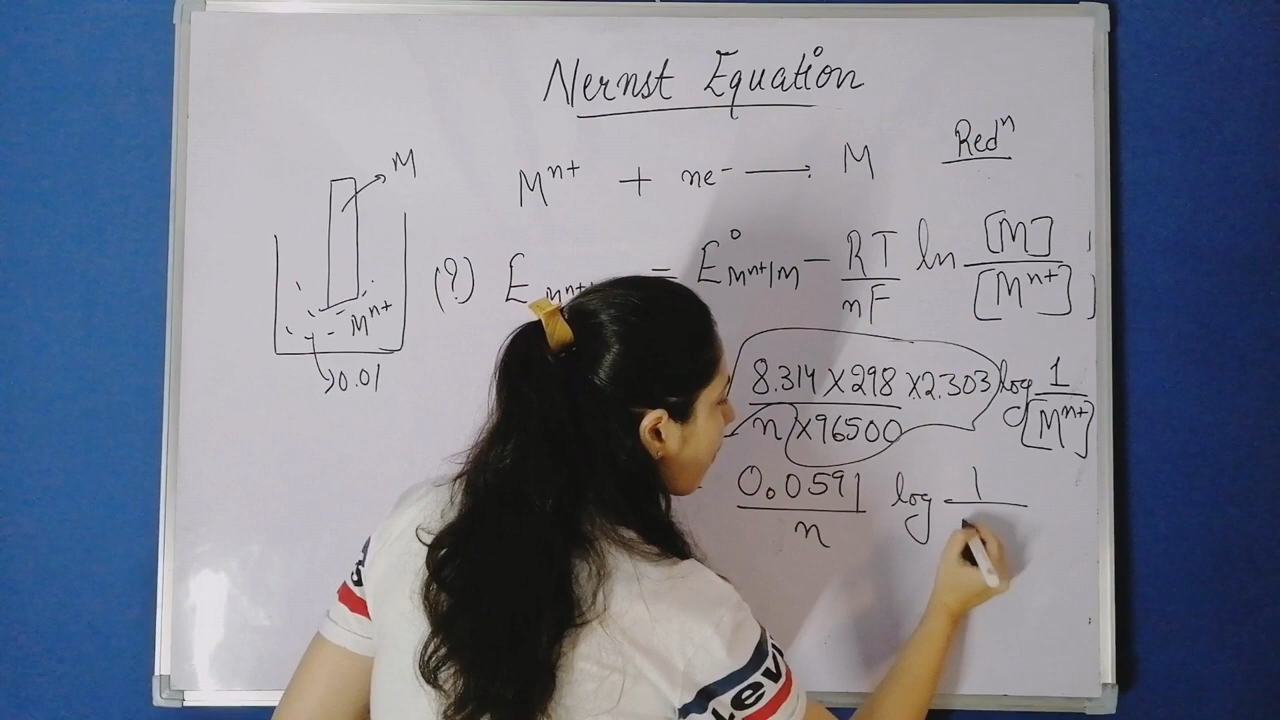 Nernst Equation
Redⁿ
Mⁿ⁺ + ne⁻ → M
M
(?) E = E°Mⁿ⁺/M − RT/nF ln [M]/[Mⁿ⁺]
Mⁿ⁺
0.01
8.314 × 298 × 2.303 / n × 96500 log 1/[Mⁿ⁺]
0.0591/n log 1
Levi